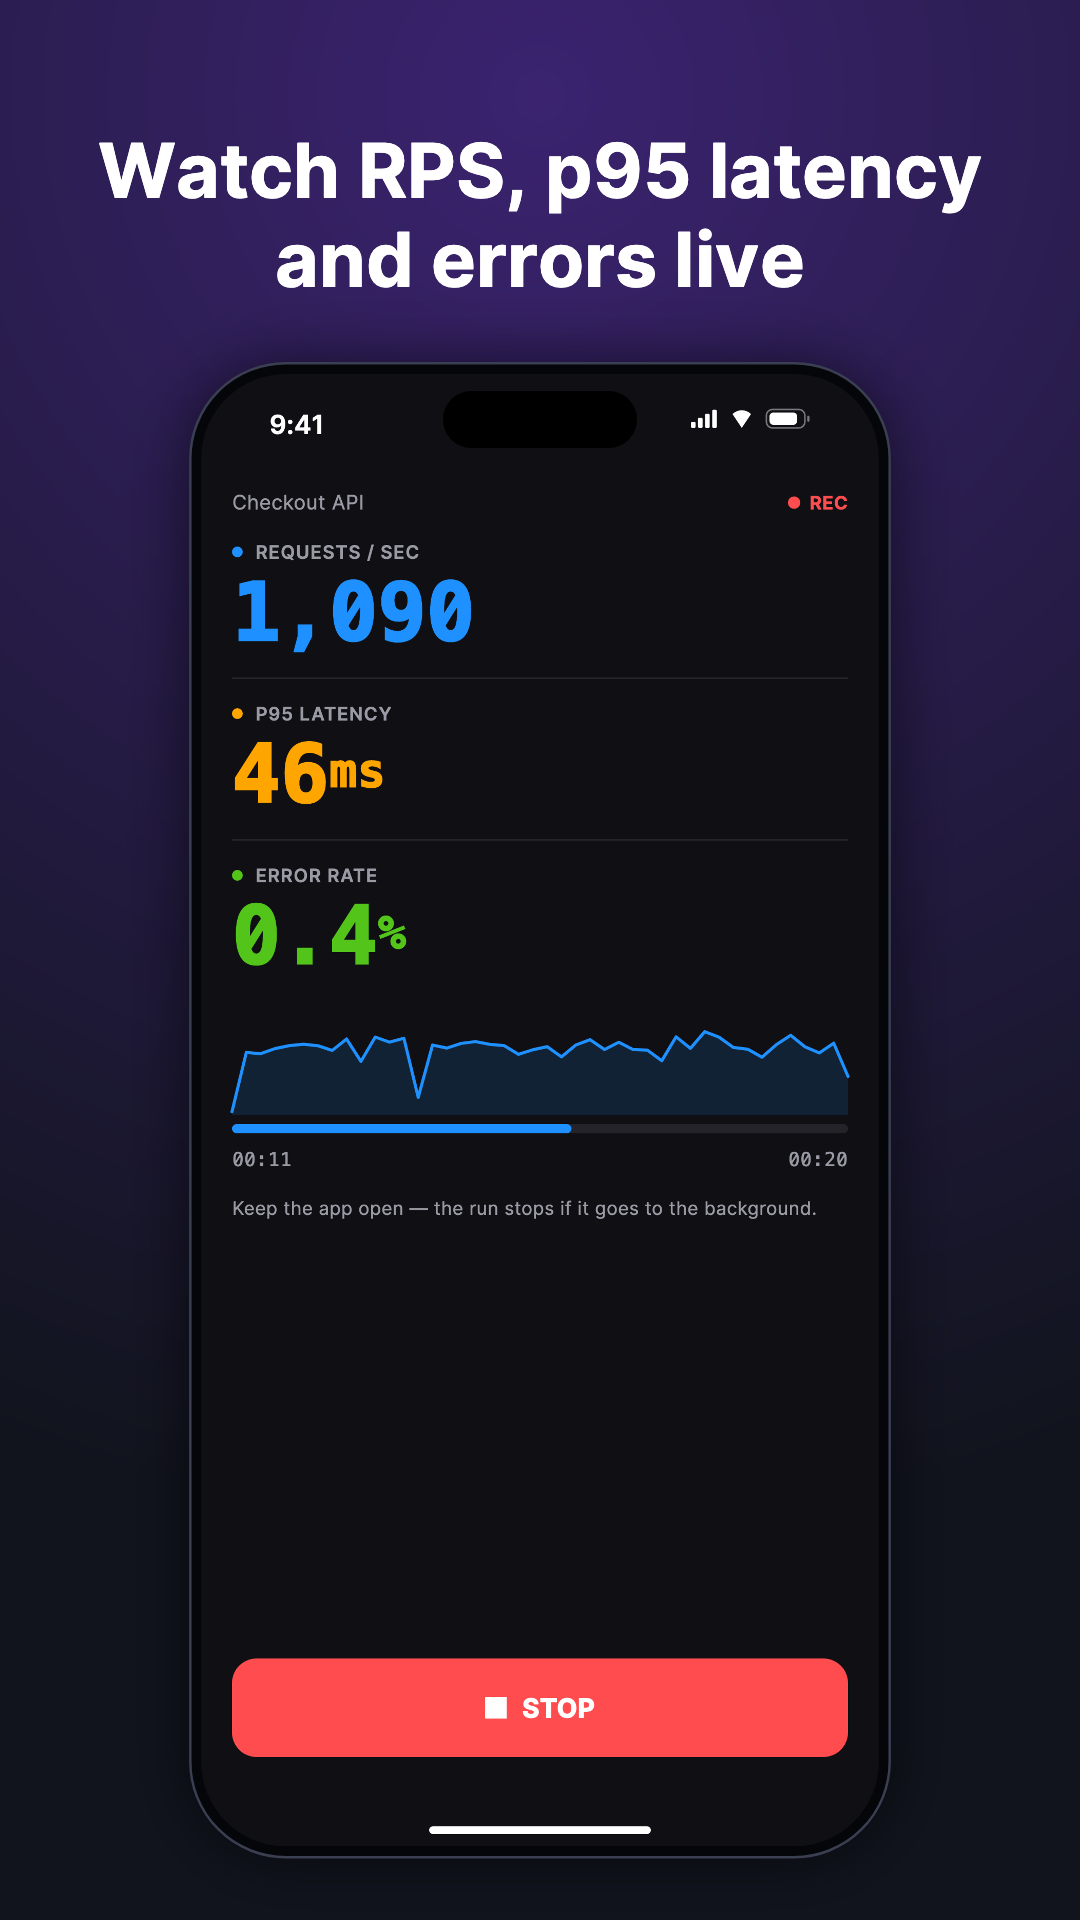 Watch RPS, p95 latency
and errors live
9:41
Checkout API
REC
REQUESTS / SEC
1,090
P95 LATENCY
46ms
ERROR RATE
0.4%
00:11
00:20
Keep the app open — the run stops if it goes to the background.
STOP